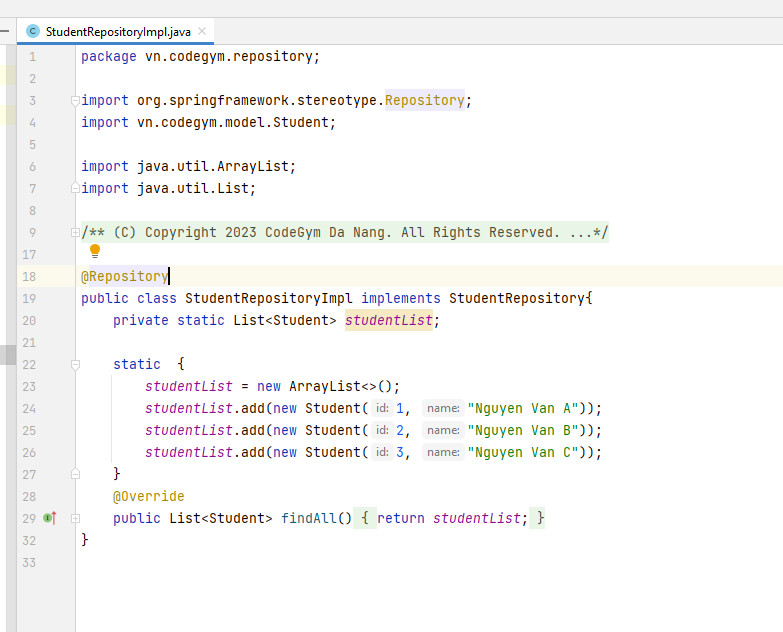 StudentRepositoryImpl.java
1 package vn.codegym.repository;
2
3 import org.springframework.stereotype.Repository;
4 import vn.codegym.model.Student;
5
6 import java.util.ArrayList;
7 import java.util.List;
8
9 /** (C) Copyright 2023 CodeGym Da Nang. All Rights Reserved. ...*/
17
18 @Repository
19 public class StudentRepositoryImpl implements StudentRepository{
20 private static List<Student> studentList;
21
22 static {
23 studentList = new ArrayList<>();
24 studentList.add(new Student( id: 1, name: "Nguyen Van A"));
25 studentList.add(new Student( id: 2, name: "Nguyen Van B"));
26 studentList.add(new Student( id: 3, name: "Nguyen Van C"));
27 }
28 @Override
29 public List<Student> findAll() { return studentList; }
32 }
33